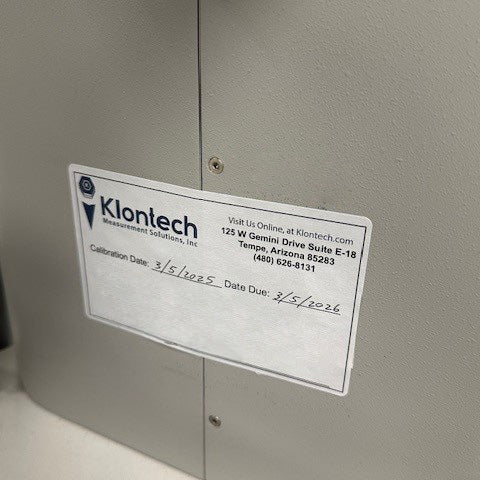 Klontech
Measurement Solutions, Inc
Visit Us Online, at Klontech.com
125 W Gemini Drive Suite E-18
Tempe, Arizona 85283
(480) 626-8131
Calibration Date: 3/5/2025 Date Due: 3/5/2026